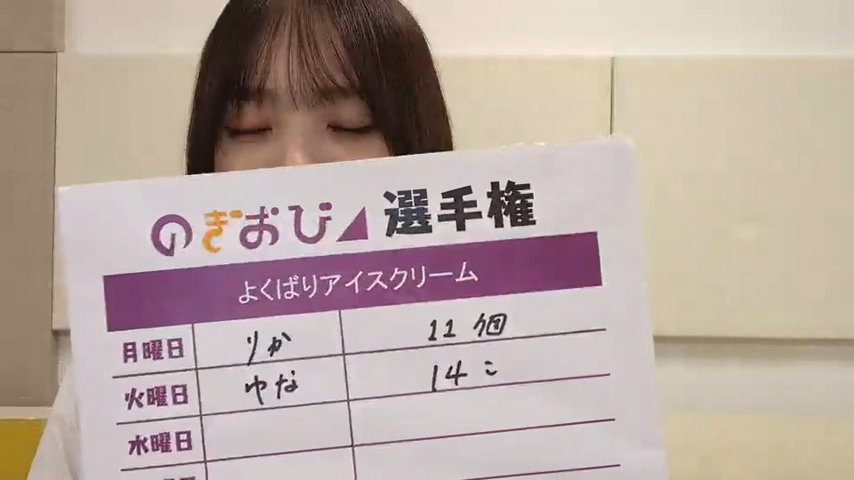 のぎおび 選手権
よくばりアイスクリーム
月曜日 りか 11個
火曜日 ゆな 14こ
水曜日